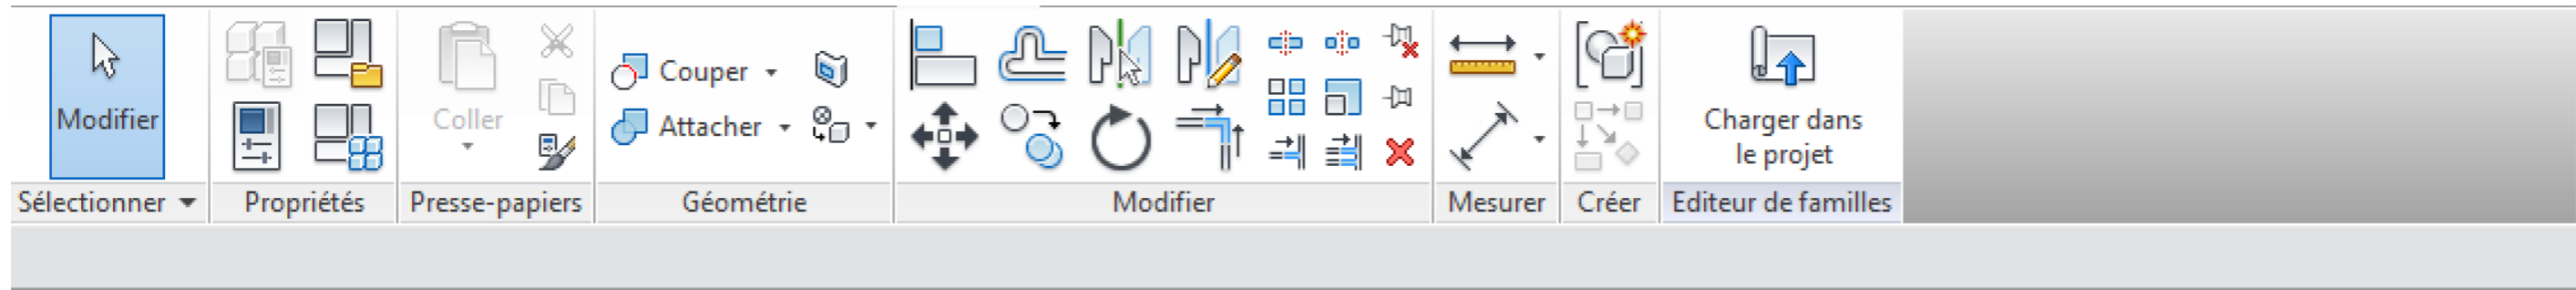 Modifier
Coller
Couper
Attacher
Charger dans
le projet
Sélectionner
Propriétés
Presse-papiers
Géométrie
Modifier
Mesurer
Créer
Editeur de familles